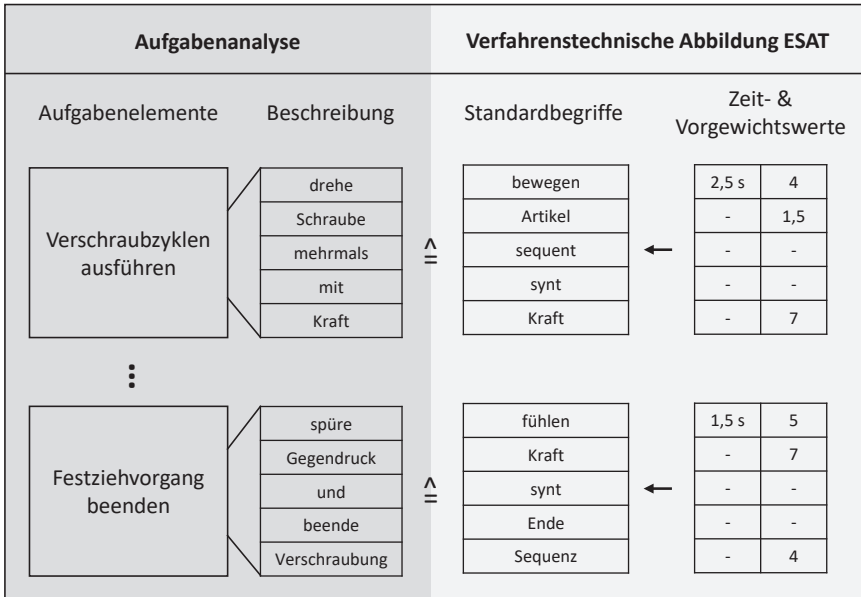 Aufgabenanalyse Verfahrenstechnische Abbildung ESAT
Aufgabenelemente Beschreibung Standardbegriffe Zeit- &
Vorgewichtswerte
Verschraubzyklen
ausführen
drehe bewegen 2,5 s 4
Schraube Artikel - 1,5
mehrmals ≙ sequent ← - -
mit synt - -
Kraft Kraft - 7
⋮
Festziehvorgang
beenden
spüre fühlen 1,5 s 5
Gegendruck Kraft - 7
und ≙ synt ← - -
beende Ende - -
Verschraubung Sequenz - 4